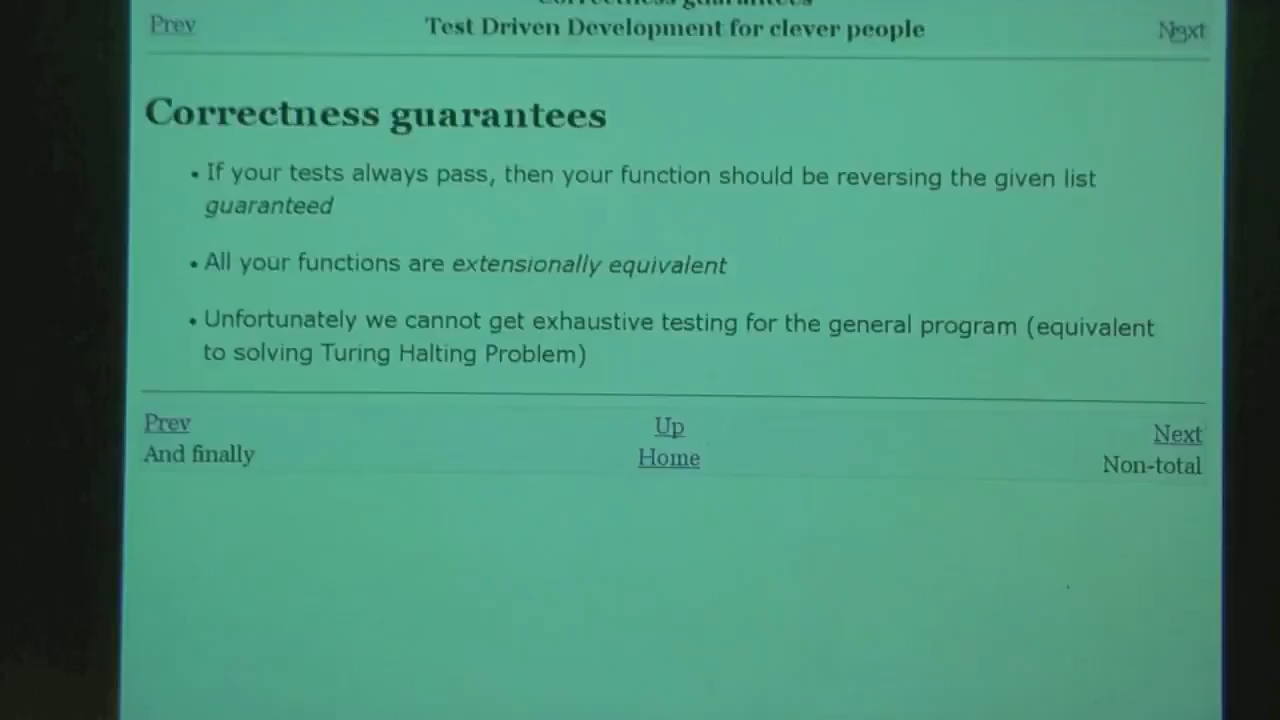 Correctness guarantees
Prev
Test Driven Development for clever people
Next
Correctness guarantees
• If your tests always pass, then your function should be reversing the given list
guaranteed
• All your functions are extensionally equivalent
• Unfortunately we cannot get exhaustive testing for the general program (equivalent
to solving Turing Halting Problem)
Prev
Up
Next
And finally
Home
Non-total